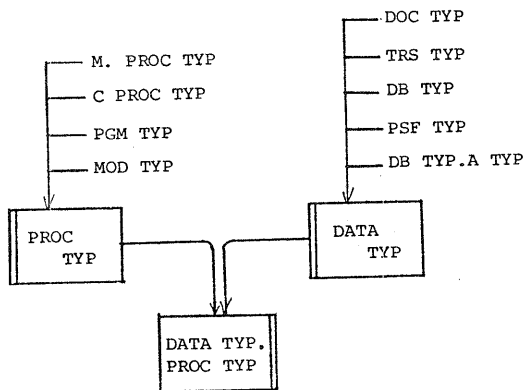 M. PROC TYP
C PROC TYP
PGM TYP
MOD TYP
DOC TYP
TRS TYP
DB TYP
PSF TYP
DB TYP.A TYP
PROC
TYP
DATA
TYP
DATA TYP.
PROC TYP